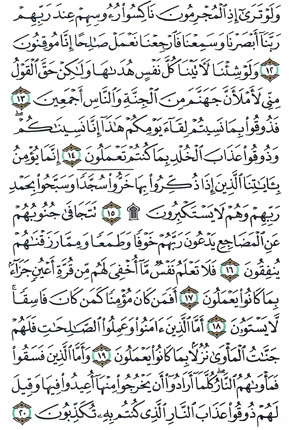 وَلَوْ تَرَىٰٓ إِذِ ٱلْمُجْرِمُونَ نَاكِسُوا۟ رُءُوسِهِمْ عِندَ رَبِّهِمْ
رَبَّنَآ أَبْصَرْنَا وَسَمِعْنَا فَٱرْجِعْنَا نَعْمَلْ صَٰلِحًا إِنَّا مُوقِنُونَ
١٢ وَلَوْ شِئْنَا لَءَاتَيْنَا كُلَّ نَفْسٍ هُدَىٰهَا وَلَٰكِنْ حَقَّ ٱلْقَوْلُ
مِنِّى لَأَمْلَأَنَّ جَهَنَّمَ مِنَ ٱلْجِنَّةِ وَٱلنَّاسِ أَجْمَعِينَ ١٣
فَذُوقُوا۟ بِمَا نَسِيتُمْ لِقَآءَ يَوْمِكُمْ هَٰذَآ إِنَّا نَسِينَٰكُمْ ۖ
وَذُوقُوا۟ عَذَابَ ٱلْخُلْدِ بِمَا كُنتُمْ تَعْمَلُونَ ١٤ إِنَّمَا يُؤْمِنُ
بِـَٔايَٰتِنَا ٱلَّذِينَ إِذَا ذُكِّرُوا۟ بِهَا خَرُّوا۟ سُجَّدًا وَسَبَّحُوا۟ بِحَمْدِ
رَبِّهِمْ وَهُمْ لَا يَسْتَكْبِرُونَ ۩ ١٥ تَتَجَافَىٰ جُنُوبُهُمْ
عَنِ ٱلْمَضَاجِعِ يَدْعُونَ رَبَّهُمْ خَوْفًا وَطَمَعًا وَمِمَّا رَزَقْنَٰهُمْ
يُنفِقُونَ ١٦ فَلَا تَعْلَمُ نَفْسٌ مَّآ أُخْفِىَ لَهُم مِّن قُرَّةِ أَعْيُنٍ جَزَآءًۢ
بِمَا كَانُوا۟ يَعْمَلُونَ ١٧ أَفَمَن كَانَ مُؤْمِنًا كَمَن كَانَ فَاسِقًا ۚ
لَّا يَسْتَوُۥنَ ١٨ أَمَّا ٱلَّذِينَ ءَامَنُوا۟ وَعَمِلُوا۟ ٱلصَّٰلِحَٰتِ فَلَهُمْ
جَنَّٰتُ ٱلْمَأْوَىٰ نُزُلًۢا بِمَا كَانُوا۟ يَعْمَلُونَ ١٩ وَأَمَّا ٱلَّذِينَ فَسَقُوا۟
فَمَأْوَىٰهُمُ ٱلنَّارُ ۖ كُلَّمَآ أَرَادُوٓا۟ أَن يَخْرُجُوا۟ مِنْهَآ أُعِيدُوا۟ فِيهَا وَقِيلَ
لَهُمْ ذُوقُوا۟ عَذَابَ ٱلنَّارِ ٱلَّذِى كُنتُم بِهِۦ تُكَذِّبُونَ ٢٠